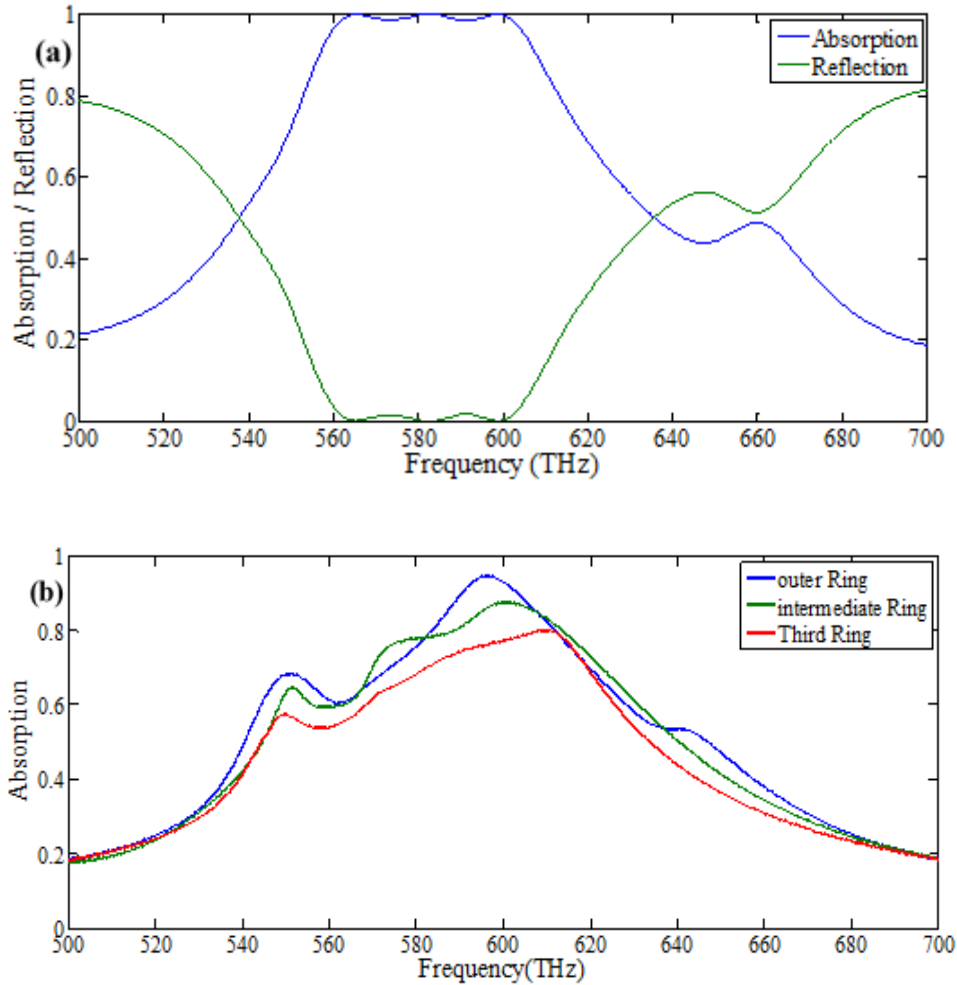 (a)
Absorption
Reflection
Absorption / Reflection
1
0.8
0.6
0.4
0.2
0
500 520 540 560 580 600 620 640 660 680 700
Frequency (THz)
(b)
outer Ring
intermediate Ring
Third Ring
Absorption
1
0.8
0.6
0.4
0.2
0
500 520 540 560 580 600 620 640 660 680 700
Frequency(THz)